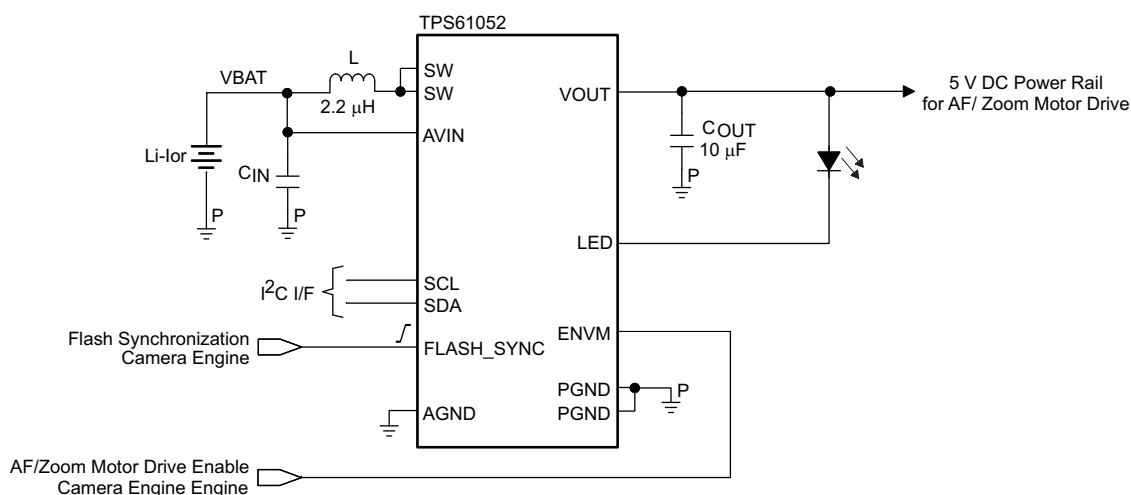 TPS61052
L
VBAT
2.2 μH
SW
SW
AVIN
VOUT
5 V DC Power Rail
for AF/ Zoom Motor Drive
COUT
10 μF
P
Li-Ior
CIN
P
P
LED
I2C I/F
SCL
SDA
Flash Synchronization
Camera Engine
FLASH_SYNC
ENVM
PGND
PGND
P
AGND
AF/Zoom Motor Drive Enable
Camera Engine Engine